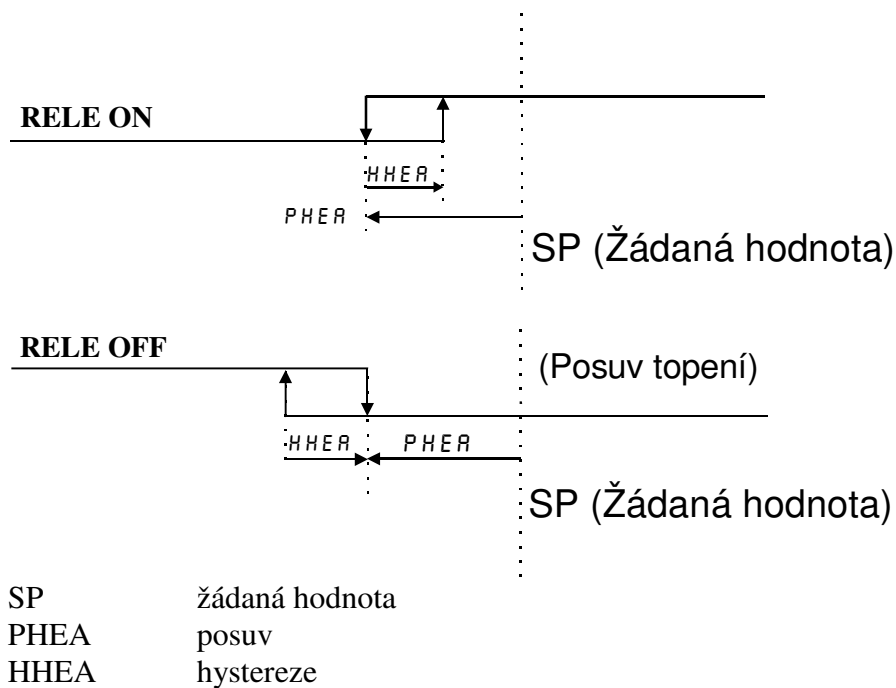 RELE ON
HHEA
PHEA
SP (Žádaná hodnota)
RELE OFF
(Posuv topení)
HHEA PHEA
SP (Žádaná hodnota)
SP žádaná hodnota
PHEA posuv
HHEA hystereze